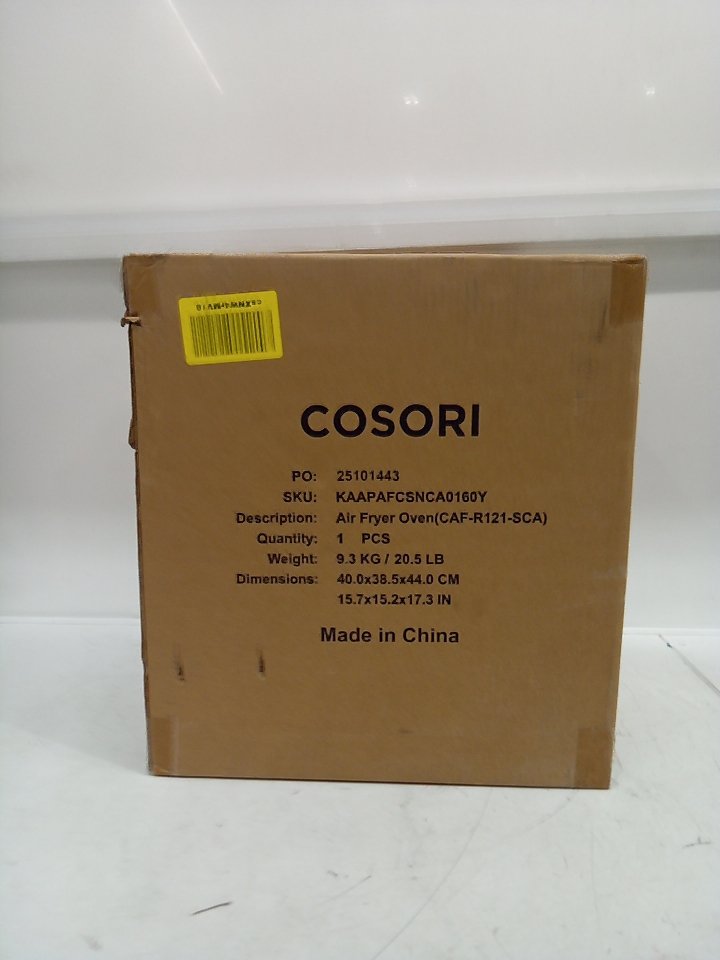 COSORI
PO: 25101443
SKU: KAAPAFCSNCA0160Y
Description: Air Fryer Oven(CAF-R121-SCA)
Quantity: 1 PCS
Weight: 9.3 KG / 20.5 LB
Dimensions: 40.0x38.5x44.0 CM
15.7x15.2x17.3 IN
Made in China